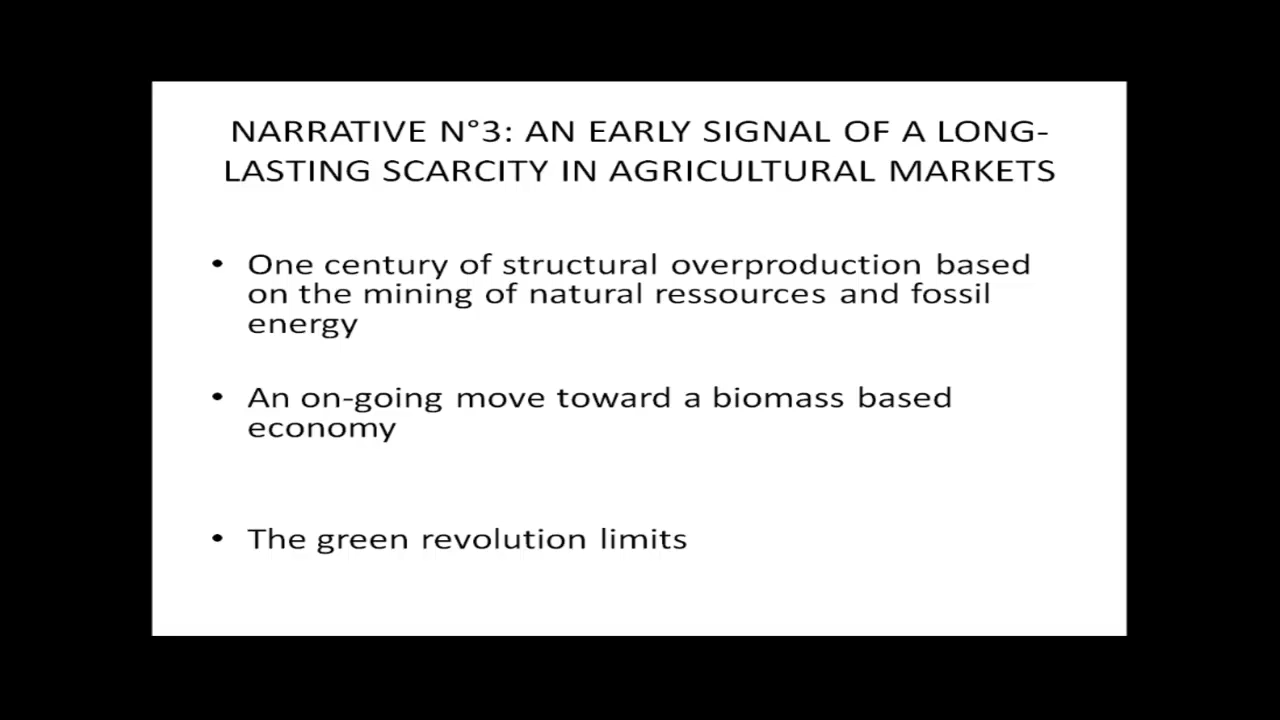 NARRATIVE N°3: AN EARLY SIGNAL OF A LONG-
LASTING SCARCITY IN AGRICULTURAL MARKETS
• One century of structural overproduction based
on the mining of natural ressources and fossil
energy
• An on-going move toward a biomass based
economy
• The green revolution limits